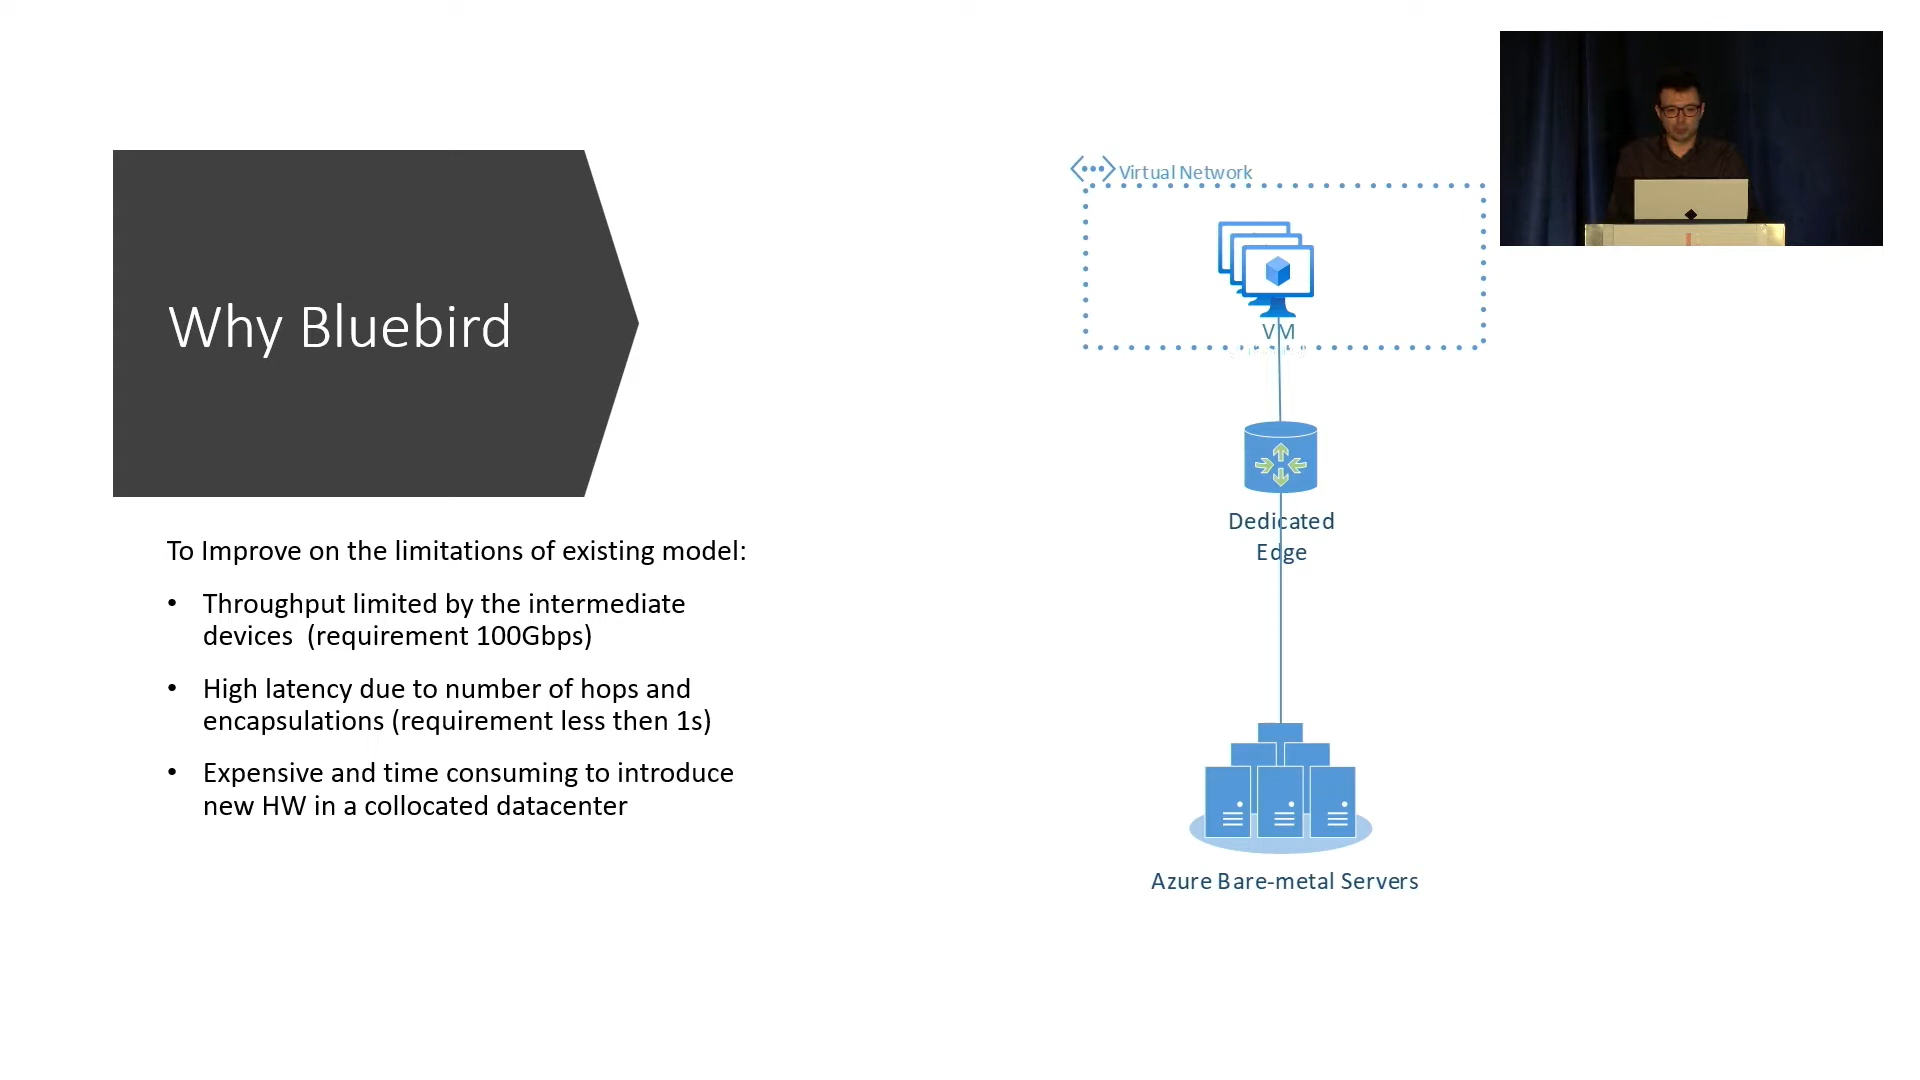 Why Bluebird
To Improve on the limitations of existing model:
• Throughput limited by the intermediate
devices (requirement 100Gbps)
• High latency due to number of hops and
encapsulations (requirement less then 1s)
• Expensive and time consuming to introduce
new HW in a collocated datacenter
Virtual Network
VM
Dedicated
Edge
Azure Bare-metal Servers